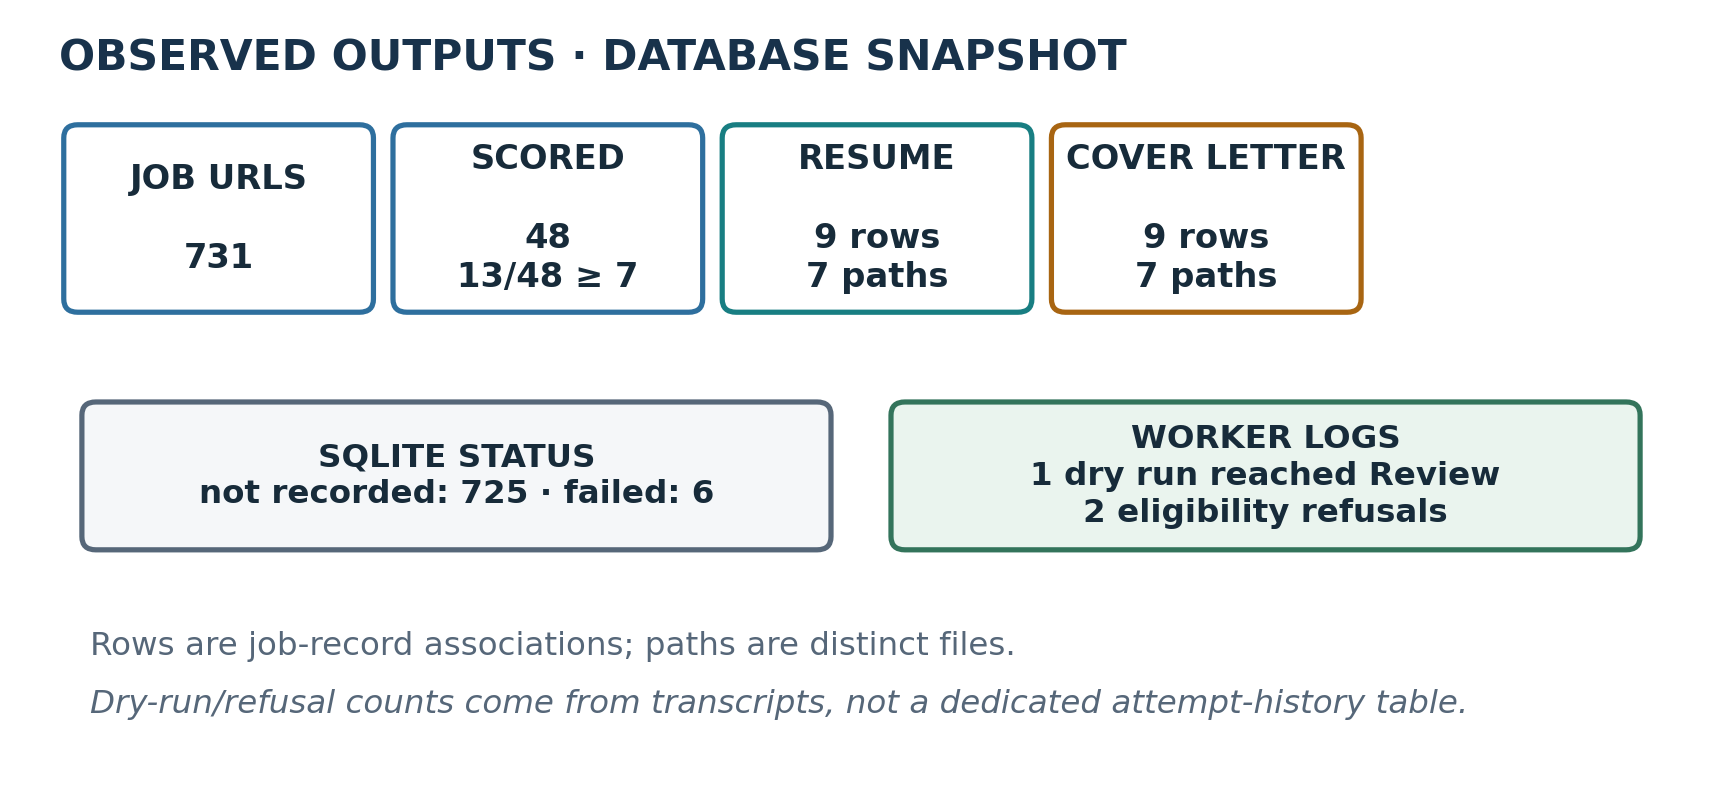 OBSERVED OUTPUTS · DATABASE SNAPSHOT
JOB URLS
731
SCORED
48
13/48 ≥ 7
RESUME
9 rows
7 paths
COVER LETTER
9 rows
7 paths
SQLITE STATUS
not recorded: 725 · failed: 6
WORKER LOGS
1 dry run reached Review
2 eligibility refusals
Rows are job-record associations; paths are distinct files.
Dry-run/refusal counts come from transcripts, not a dedicated attempt-history table.